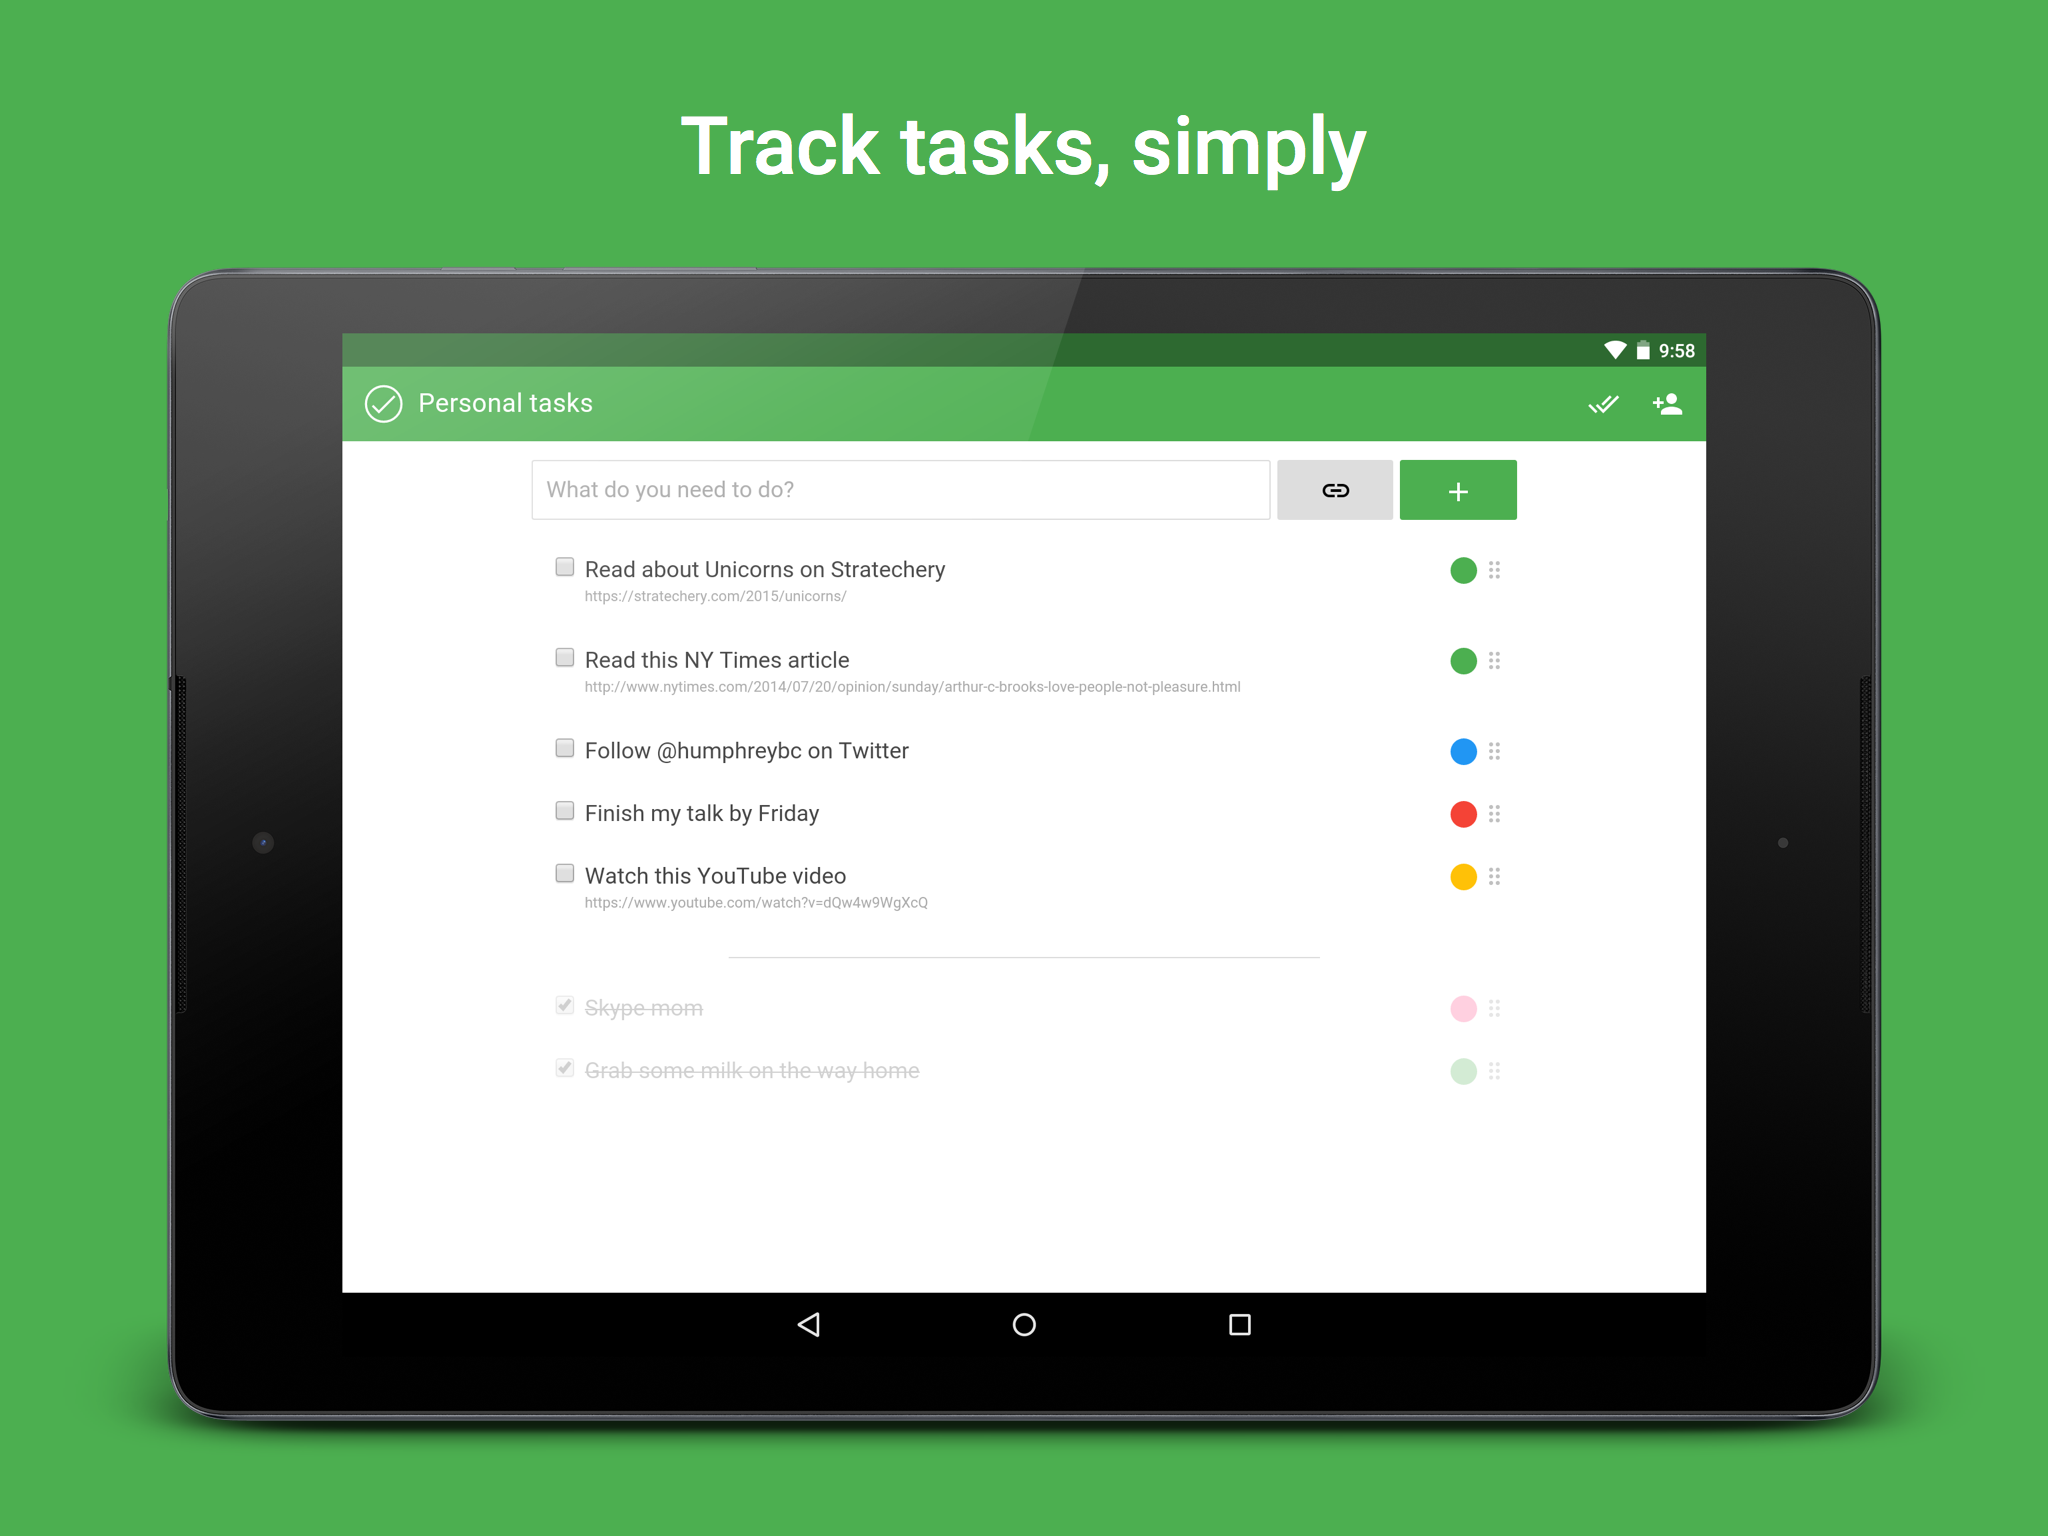 Track tasks, simply
9:58
Personal tasks
What do you need to do?
Read about Unicorns on Stratechery
https://stratechery.com/2015/unicorns/
Read this NY Times article
http://www.nytimes.com/2014/07/20/opinion/sunday/arthur-c-brooks-love-people-not-pleasure.html
Follow @humphreybc on Twitter
Finish my talk by Friday
Watch this YouTube video
https://www.youtube.com/watch?v=dQw4w9WgXcQ
Skype mom
Grab some milk on the way home